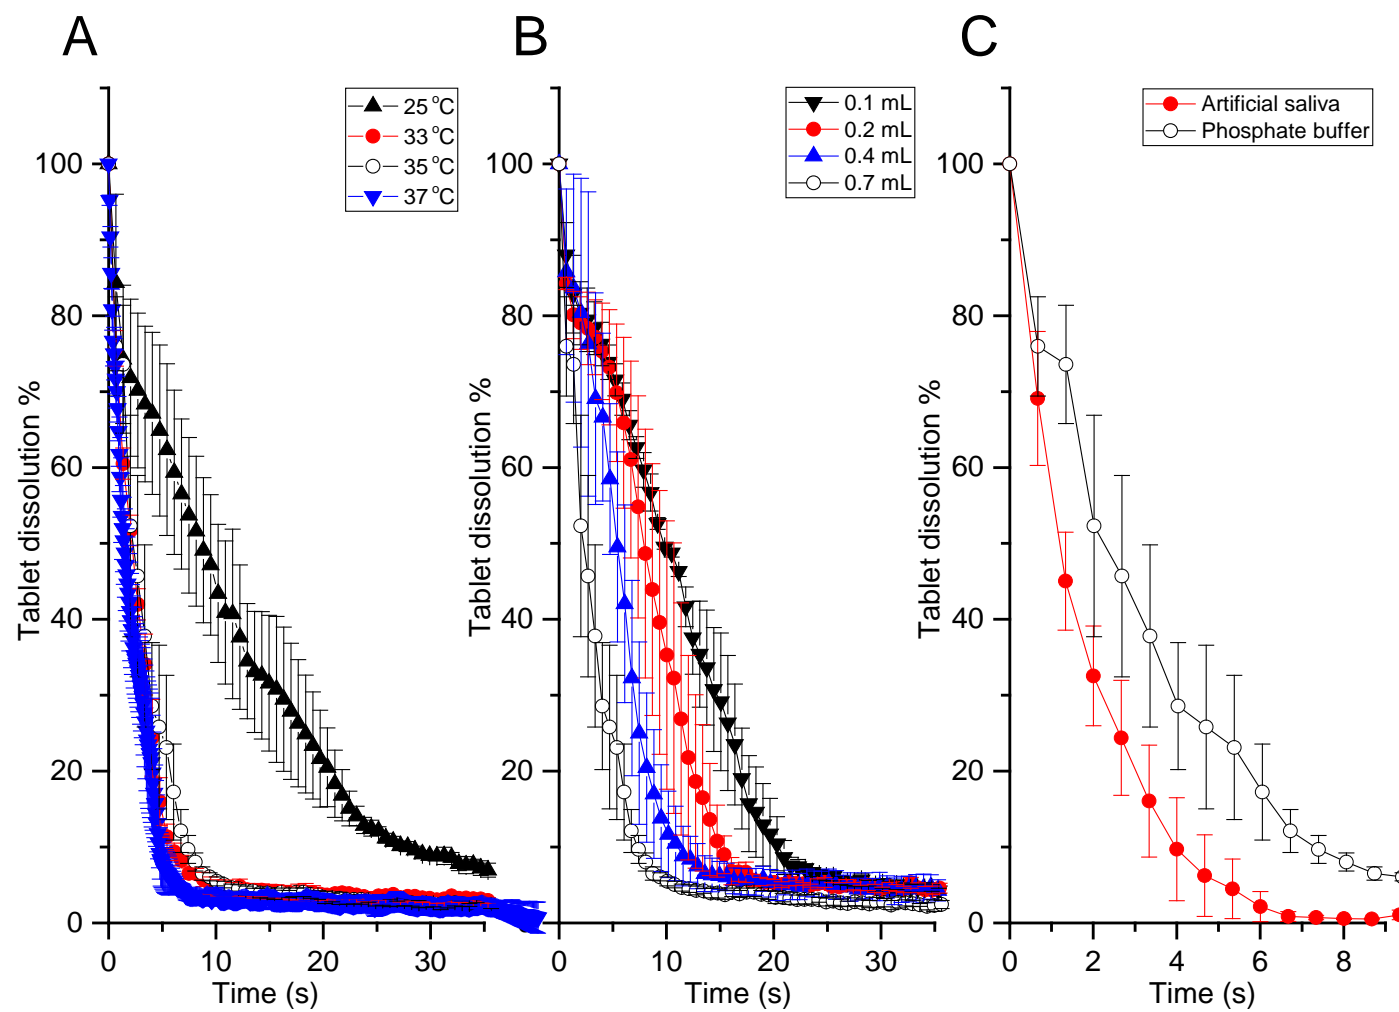 A
25 °C
33 °C
35 °C
37 °C
100
80
60
40
20
0
Tablet dissolution %
0
10
20
30
Time (s)
B
0.1 mL
0.2 mL
0.4 mL
0.7 mL
100
80
60
40
20
0
Tablet dissolution %
0
10
20
30
Time (s)
C
Artificial saliva
Phosphate buffer
100
80
60
40
20
0
Tablet dissolution %
0
2
4
6
8
Time (s)